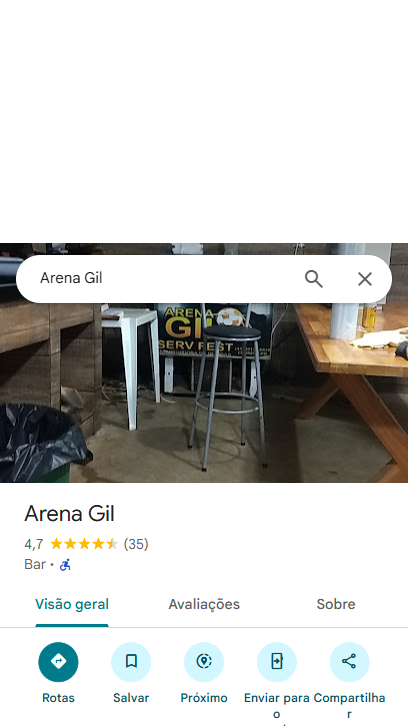 Arena Gil
ARENA
GIL
SERV FEST
Arena Gil
4,7 (35)
Bar ·
Visão geral Avaliações Sobre
Rotas Salvar Próximo Enviar para o Compartilhar